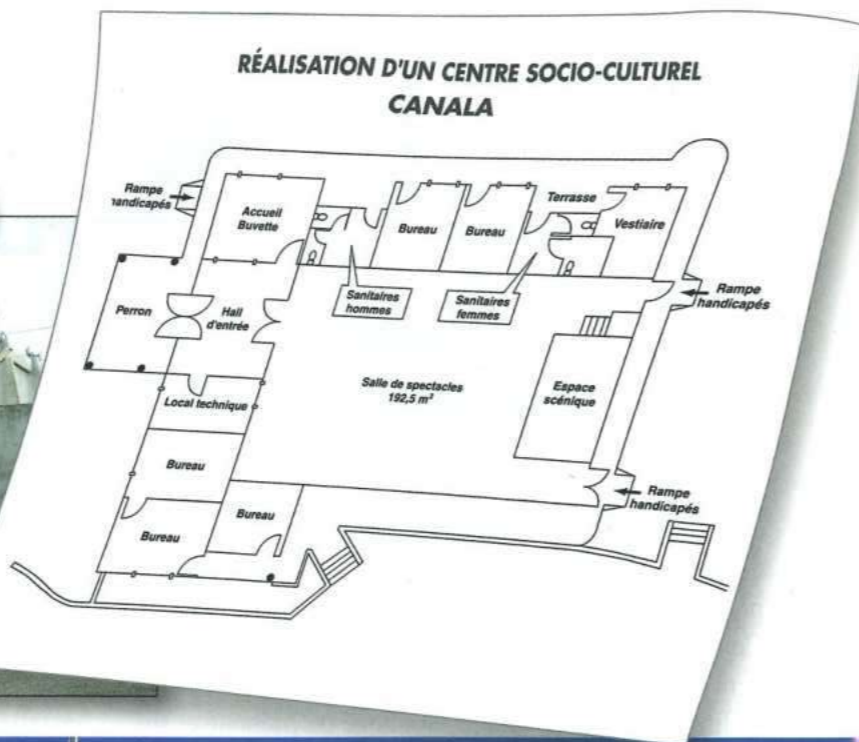 RÉALISATION D'UN CENTRE SOCIO-CULTUREL
CANALA
Rampe
handicapés
Accueil
Buvette
Bureau
Bureau
Terrasse
Vestiaire
Perron
Hall
d'entrée
Sanitaires
hommes
Sanitaires
femmes
Rampe
handicapés
Local technique
Salle de spectacles
192,5 m²
Espace
scénique
Bureau
Bureau
Bureau
Rampe
handicapés